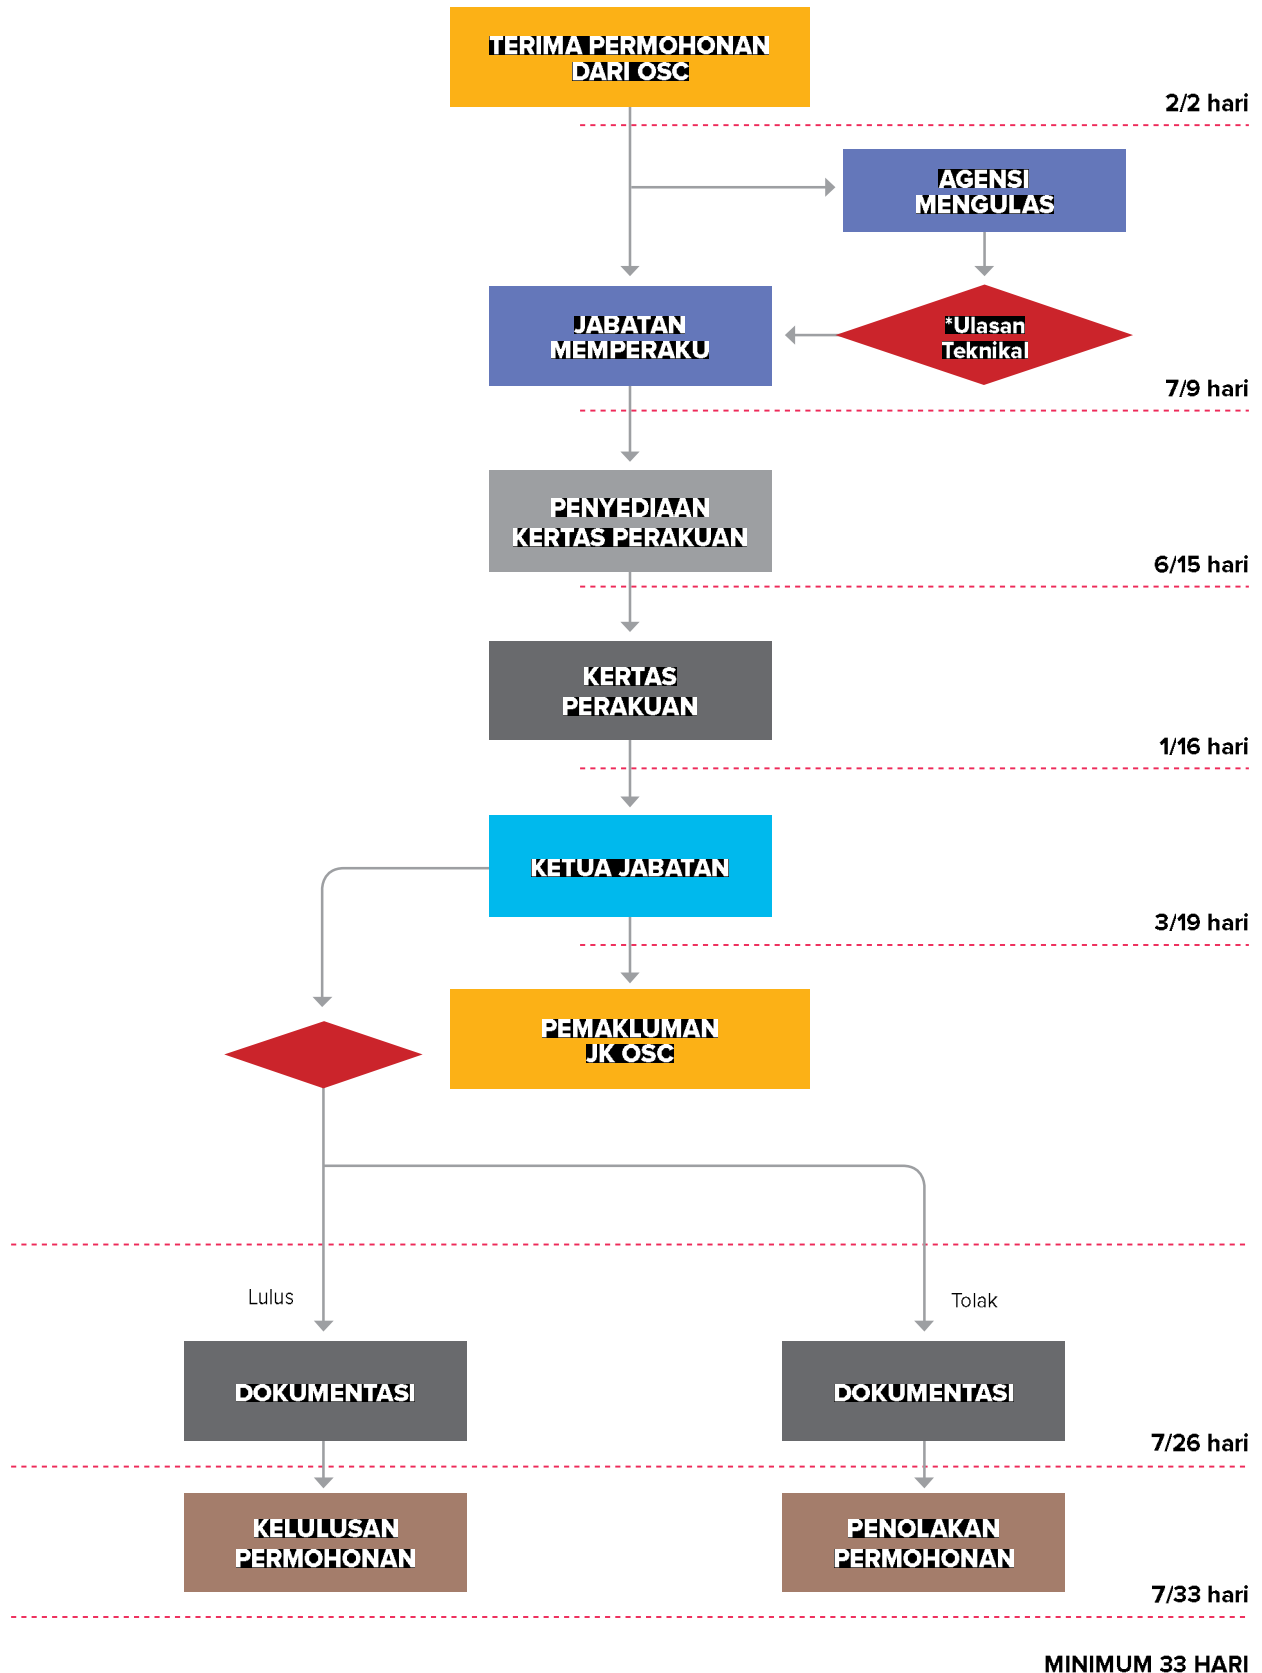 TERIMA PERMOHONAN
DARI OSC
2/2 hari
AGENSI
MENGULAS
JABATAN
MEMPERAKU
*Ulasan
Teknikal
7/9 hari
PENYEDIAAN
KERTAS PERAKUAN
6/15 hari
KERTAS
PERAKUAN
1/16 hari
KETUA JABATAN
3/19 hari
PEMAKLUMAN
JK OSC
Lulus
Tolak
DOKUMENTASI
DOKUMENTASI
7/26 hari
KELULUSAN
PERMOHONAN
PENOLAKAN
PERMOHONAN
7/33 hari
MINIMUM 33 HARI